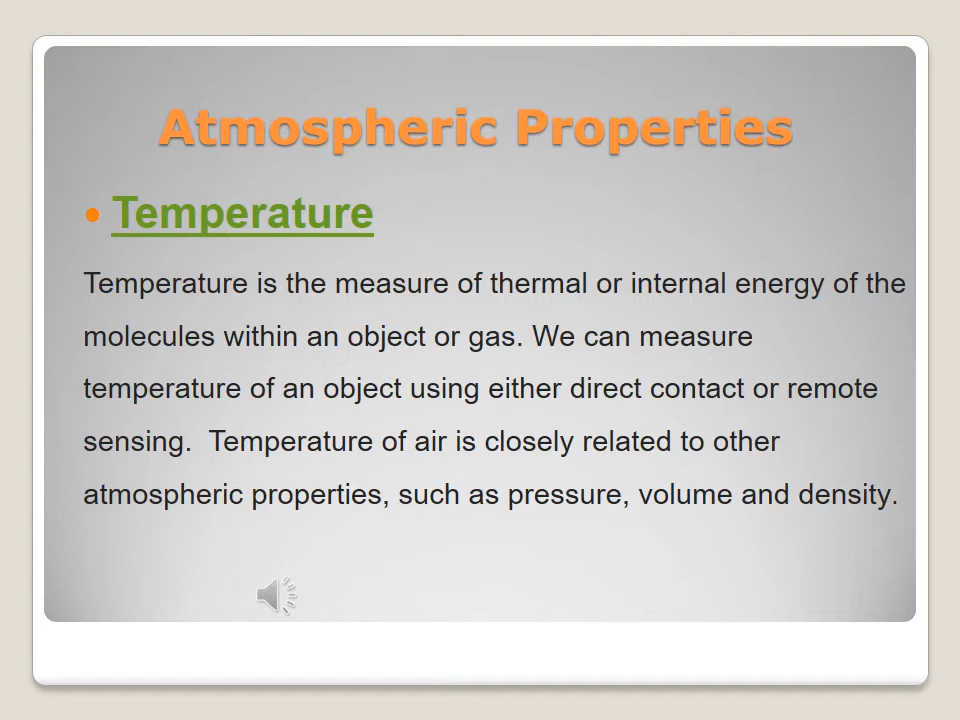 Atmospheric Properties
• Temperature
Temperature is the measure of thermal or internal energy of the
molecules within an object or gas. We can measure
temperature of an object using either direct contact or remote
sensing.  Temperature of air is closely related to other
atmospheric properties, such as pressure, volume and density.